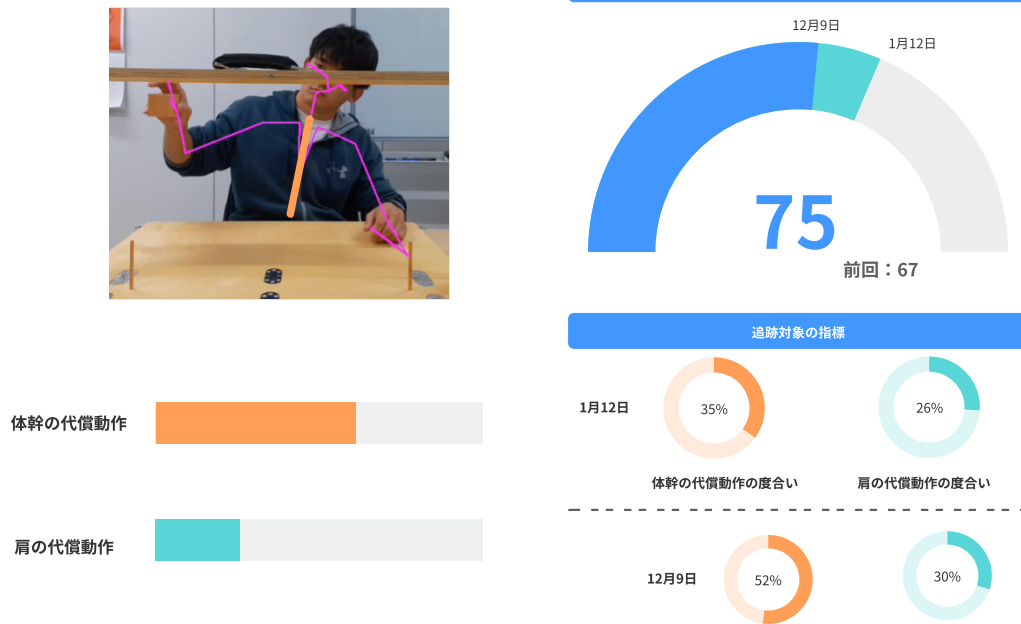 12月9日
1月12日
75
前回：67
追跡対象の指標
1月12日
35%
26%
体幹の代償動作の度合い
肩の代償動作の度合い
12月9日
52%
30%
体幹の代償動作
肩の代償動作